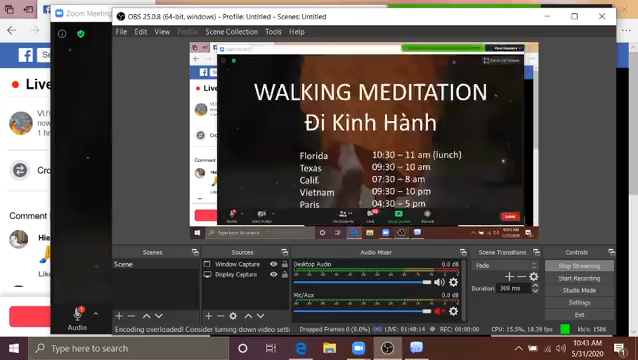 Zoom Meeting
OBS 25.0.8 (64-bit, windows) - Profile: Untitled - Scenes: Untitled
File Edit View Profile Scene Collection Tools Help
Live
now
1 hr
Cro
Comment
Hie
WALKING MEDITATION
Đi Kinh Hành
Florida 10:30 – 11 am (lunch)
Texas 09:30 – 10 am
Calif. 07:30 – 8 am
Vietnam 09:30 – 10 pm
Paris 04:30 – 5 pm
Scenes Sources Audio Mixer Scene Transitions Controls
Scene
Window Capture
Display Capture
Desktop Audio 0.0 dB
Mic/Aux 0.0 dB
Fade
Duration 300 ms
Stop Streaming
Start Recording
Studio Mode
Settings
Exit
Audio
Encoding overloaded! Consider turning down video setti
Dropped Frames 0 (0.0%) LIVE: 01:48:14 REC: 00:00:00 CPU: 15.5%, 18.39 fps kb/s: 1586
Type here to search
10:43 AM
5/31/2020